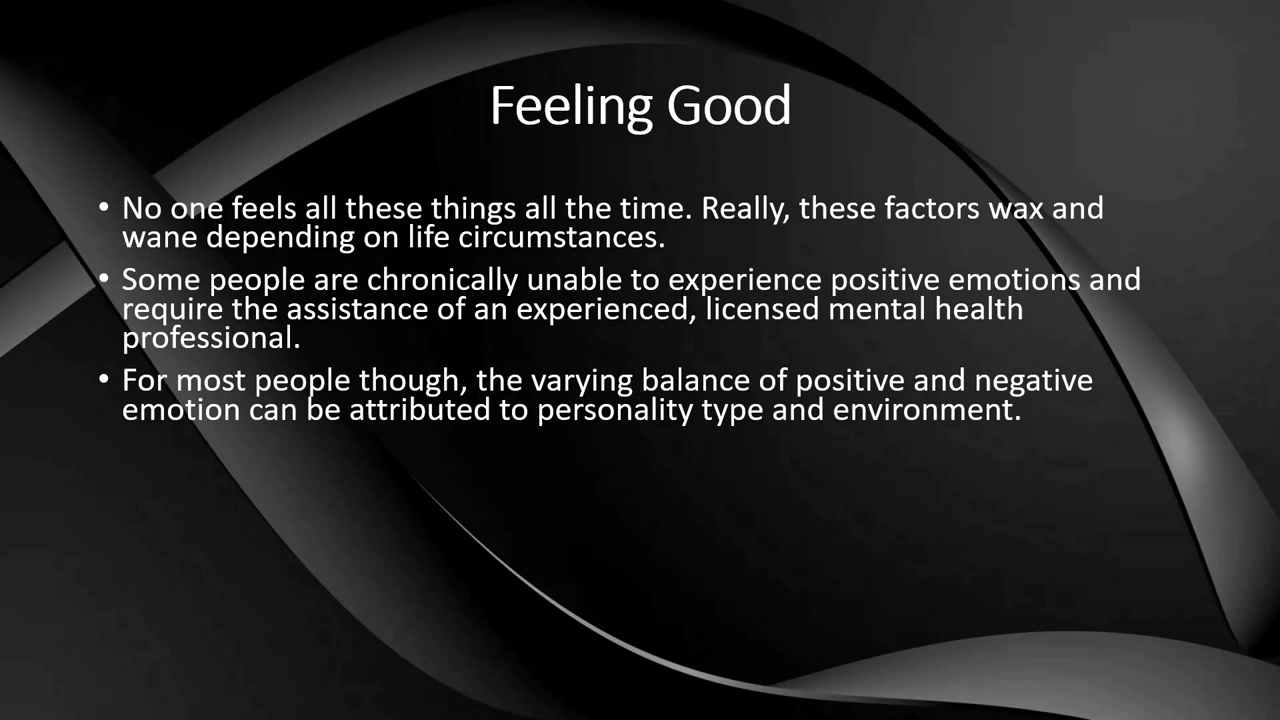 Feeling Good
• No one feels all these things all the time. Really, these factors wax and
wane depending on life circumstances.
• Some people are chronically unable to experience positive emotions and
require the assistance of an experienced, licensed mental health
professional.
• For most people though, the varying balance of positive and negative
emotion can be attributed to personality type and environment.